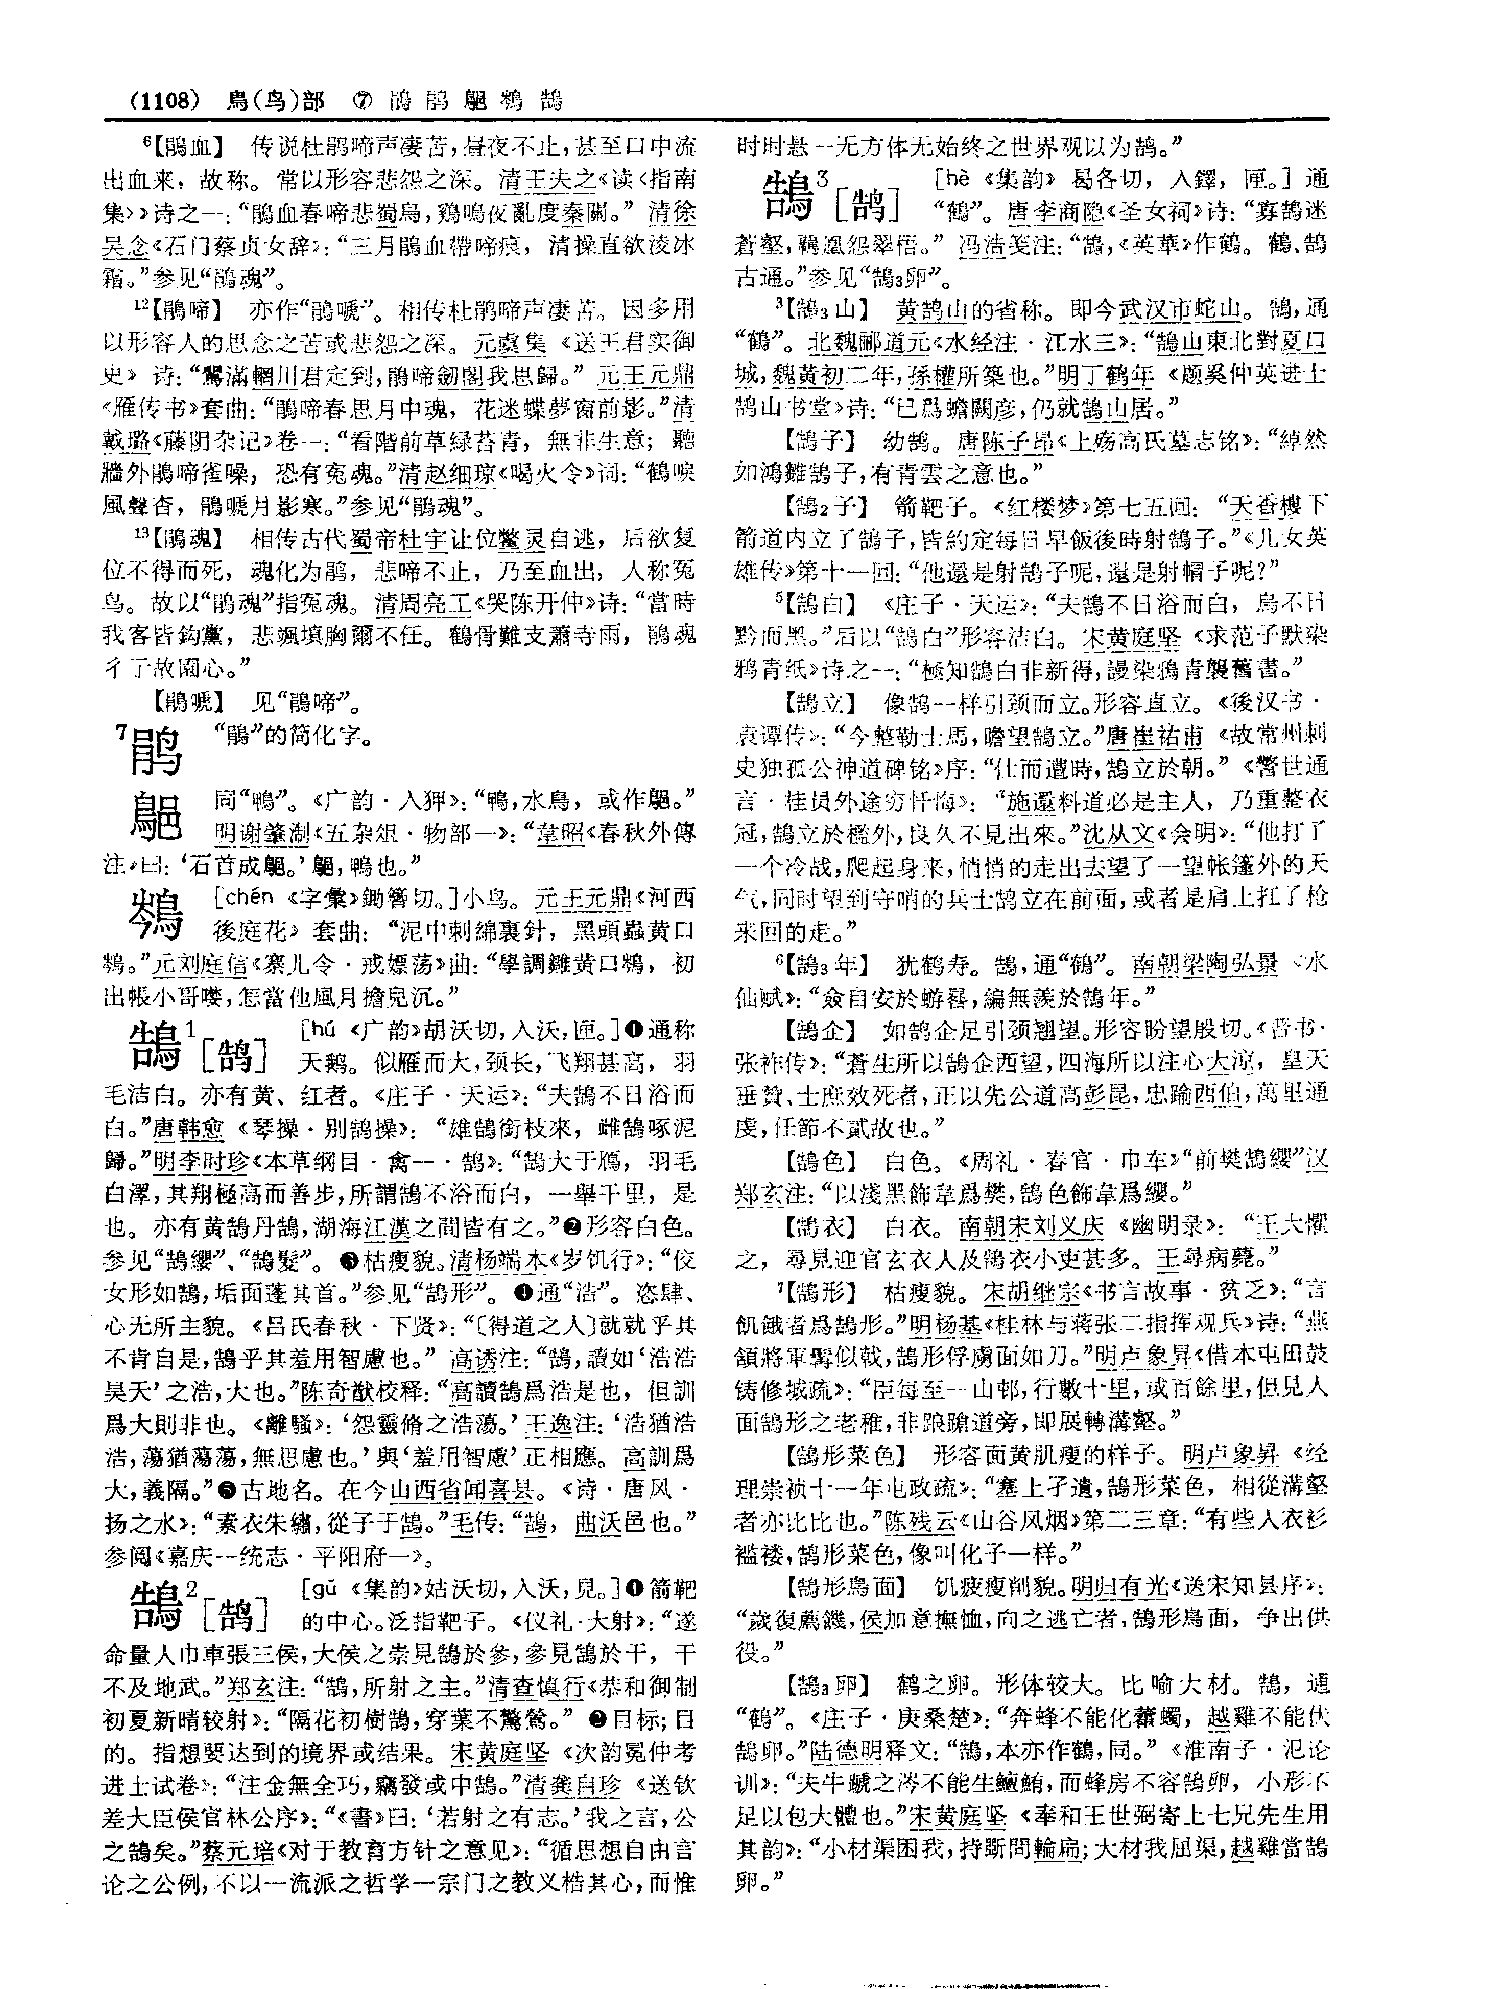 (1108) 鳥(鸟)部 ⑦ 鵑 鹃 䳈 鳹 鵠
⁶【鵑血】 传说杜鹃啼声凄苦，昼夜不止，甚至口中流
出血来，故称。常以形容悲怨之深。清王夫之《读〈指南
集〉》诗之一：“鵑血春啼悲蜀鳥，鷄鳴夜亂度秦關。” 清徐
吴念《石门蔡贞女辞》：“三月鵑血帶啼痕，清操直欲淩冰
霜。”参见“鵑魂”。
¹²【鵑啼】 亦作“鵑嗁”。相传杜鹃啼声凄苦。因多用
以形容人的思念之苦或悲怨之深。元虞集《送王君实御
史》诗：“鶯滿輞川君定到，鵑啼劒閣我思歸。” 元王元鼎
《雁传书》套曲：“鵑啼春思月中魂，花迷蝶夢窗前影。”清
戴璐《藤阴杂记》卷一：“看階前草緑苔青，無非生意；聽
牆外鵑啼雀噪，恐有冤魂。”清赵细琼《喝火令》词：“鶴唳
風聲杳，鵑嗁月影寒。”参见“鵑魂”。
¹³【鵑魂】 相传古代蜀帝杜宇让位鳖灵自逃，后欲复
位不得而死，魂化为鹃，悲啼不止，乃至血出，人称冤
鸟。故以“鵑魂”指冤魂。清周亮工《哭陈开仲》诗：“當時
我客皆鈎黨，悲颯填胸爾不任。鶴骨難支蕭寺雨，鵑魂
彳亍故園心。”
【鵑嗁】 见“鵑啼”。
⁷鹃 “鵑”的简化字。
同“鴨”。《广韵·入狎》：“鴨，水鳥，或作䳈。”
明谢肇淛《五杂俎·物部一》：“韋昭《春秋外傳
注》曰：‘石首成䳈。’䳈，鴨也。”
鳹 [chén 《字彙》鋤簪切。]小鸟。元王元鼎《河西
後庭花》套曲：“泥中刺綿裏針，黑頭蟲黄口
鳹。”元刘庭信《寨儿令·戒嫖荡》曲：“學調雛黄口鳹，初
出帳小哥喽，怎當他風月擔兒沉。”
鵠¹[鹄] [hú 《广韵》胡沃切，入沃，匣。]❶通称
天鹅。似雁而大，颈长，飞翔甚高，羽
毛洁白。亦有黄、红者。《庄子·天运》：“夫鵠不日浴而
白。”唐韩愈《琴操·别鹄操》：“雄鵠銜枝來，雌鵠啄泥
歸。”明李时珍《本草纲目·禽一·鹄》：“鵠大于鴈，羽毛
白澤，其翔極高而善步，所謂鵠不浴而白，一舉千里，是
也。亦有黄鵠丹鵠，湖海江漢之間皆有之。”❷形容白色。
参见“鵠纓”、“鵠髮”。❸枯瘦貌。清杨端本《岁饥行》：“佼
女形如鵠，垢面蓬其首。”参见“鵠形”。❹通“浩”。恣肆、
心无所主貌。《吕氏春秋·下贤》：“〔得道之人〕就就乎其
不肯自是，鵠乎其羞用智慮也。” 高诱注：“鵠，讀如‘浩浩
昊天’之浩，大也。”陈奇猷校释：“高讀鵠爲浩是也，但訓
爲大則非也。《離騷》：‘怨靈脩之浩蕩。’王逸注：‘浩猶浩
浩，蕩猶蕩蕩，無思慮也。’與‘羞用智慮’正相應。高訓爲
大，義隔。”❺古地名。在今山西省闻喜县。《诗·唐风·
扬之水》：“素衣朱繡，從子于鵠。”毛传：“鵠，曲沃邑也。”
参阅《嘉庆一统志·平阳府一》。
鵠²[鹄] [gǔ 《集韵》姑沃切，入沃，見。]❶箭靶
的中心。泛指靶子。《仪礼·大射》：“遂
命量人巾車張三侯，大侯之崇見鵠於參，參見鵠於干，干
不及地武。”郑玄注：“鵠，所射之主。”清查慎行《恭和御制
初夏新晴较射》：“隔花初樹鵠，穿葉不驚鶯。” ❷目标；目
的。指想要达到的境界或结果。宋黄庭坚《次韵冕仲考
进士试卷》：“注金無全巧，竊發或中鵠。”清龚自珍《送钦
差大臣侯官林公序》：“《書》曰：‘若射之有志。’我之言，公
之鵠矣。”蔡元培《对于教育方针之意见》：“循思想自由言
论之公例，不以一流派之哲学一宗门之教义梏其心，而惟
时时悬一无方体无始终之世界观以为鹄。”
鵠³[鹄] [hè 《集韵》曷各切，入鐸，匣。]通
“鶴”。唐李商隐《圣女祠》诗：“寡鵠迷
蒼壑，羈凰怨翠梧。” 冯浩笺注：“鵠，《英華》作鶴。鶴、鵠
古通。”参见“鵠₃卵”。
³【鵠₃山】 黄鹄山的省称。即今武汉市蛇山。鵠，通
“鶴”。北魏郦道元《水经注·江水三》：“鵠山東北對夏口
城，魏黄初二年，孫權所築也。”明丁鹤年《题吴仲英进士
鹄山书堂》诗：“已爲蟾闕彦，仍就鵠山居。”
【鵠子】 幼鹄。唐陈子昂《上殇高氏墓志铭》：“綽然
如鴻雛鵠子，有青雲之意也。”
【鵠₂子】 箭靶子。《红楼梦》第七五回：“天香樓下
箭道内立了鵠子，皆約定每日早飯後時射鵠子。”《儿女英
雄传》第十一回：“他還是射鵠子呢，還是射帽子呢？”
⁵【鵠白】 《庄子·天运》：“夫鵠不日浴而白，烏不日
黔而黑。”后以“鵠白”形容洁白。宋黄庭坚《求范子默染
鸦青纸》诗之一：“極知鵠白非新得，謾染鴉青襲舊書。”
【鵠立】 像鹄一样引颈而立。形容直立。《後汉书·
袁谭传》：“今整勒士馬，瞻望鵠立。”唐崔祐甫《故常州刺
史独孤公神道碑铭》序：“仕而遭時，鵠立於朝。” 《警世通
言·桂员外途穷忏悔》：“施還料道必是主人，乃重整衣
冠，鵠立於檻外，良久不見出來。”沈从文《会明》：“他打了
一个冷战，爬起身来，悄悄的走出去望了一望帐篷外的天
气，同时望到守哨的兵士鹄立在前面，或者是肩上扛了枪
来回的走。”
⁶【鵠₃年】 犹鹤寿。鵠，通“鶴”。南朝梁陶弘景《水
仙赋》：“僉自安於蜉晷，編無羨於鵠年。”
【鵠企】 如鹄企足引颈翘望。形容盼望殷切。《晋书·
张祚传》：“蒼生所以鵠企西望，四海所以注心大涼，皇天
垂贊、士庶效死者，正以先公道高彭昆，忠踰西伯，萬里通
虔，任節不貳故也。”
【鵠色】 白色。《周礼·春官·巾车》“前樊鵠纓”汉
郑玄注：“以淺黑飾韋爲樊，鵠色飾韋爲纓。”
【鵠衣】 白衣。南朝宋刘义庆《幽明录》：“王大懼
之，尋見迎官玄衣人及鵠衣小吏甚多。王尋病薨。”
⁷【鵠形】 枯瘦貌。宋胡继宗《书言故事·贫乏》：“言
飢餓者爲鵠形。”明杨基《桂林与蒋张二指挥观兵》诗：“燕
頷將軍髯似戟，鵠形俘虜面如刀。”明卢象昇《借本屯田鼓
铸修城疏》：“臣每至一山邨，行數十里，或百餘里，但見人
面鵠形之老稚，非踉蹌道旁，即展轉溝壑。”
【鵠形菜色】 形容面黄肌瘦的样子。明卢象昇《经
理崇祯十一年屯政疏》：“塞上孑遺，鵠形菜色，相從溝壑
者亦比比也。”陈残云《山谷风烟》第二三章：“有些人衣衫
褴褛，鹄形菜色，像叫化子一样。”
【鵠形鳥面】 饥疲瘦削貌。明归有光《送宋知县序》：
“歲復薦饑，侯加意撫恤，向之逃亡者，鵠形鳥面，争出供
役。”
【鵠₃卵】 鹤之卵。形体较大。比喻大材。鵠，通
“鶴”。《庄子·庚桑楚》：“奔蜂不能化藿蠋，越雞不能伏
鵠卵。”陆德明释文：“鵠，本亦作鶴，同。” 《淮南子·氾论
训》：“夫牛蹏之涔不能生鱣鮪，而蜂房不容鵠卵，小形不
足以包大體也。”宋黄庭坚《奉和王世弼寄上七兄先生用
其韵》：“小材渠困我，持斲問輪扁；大材我屈渠，越雞當鵠
卵。”